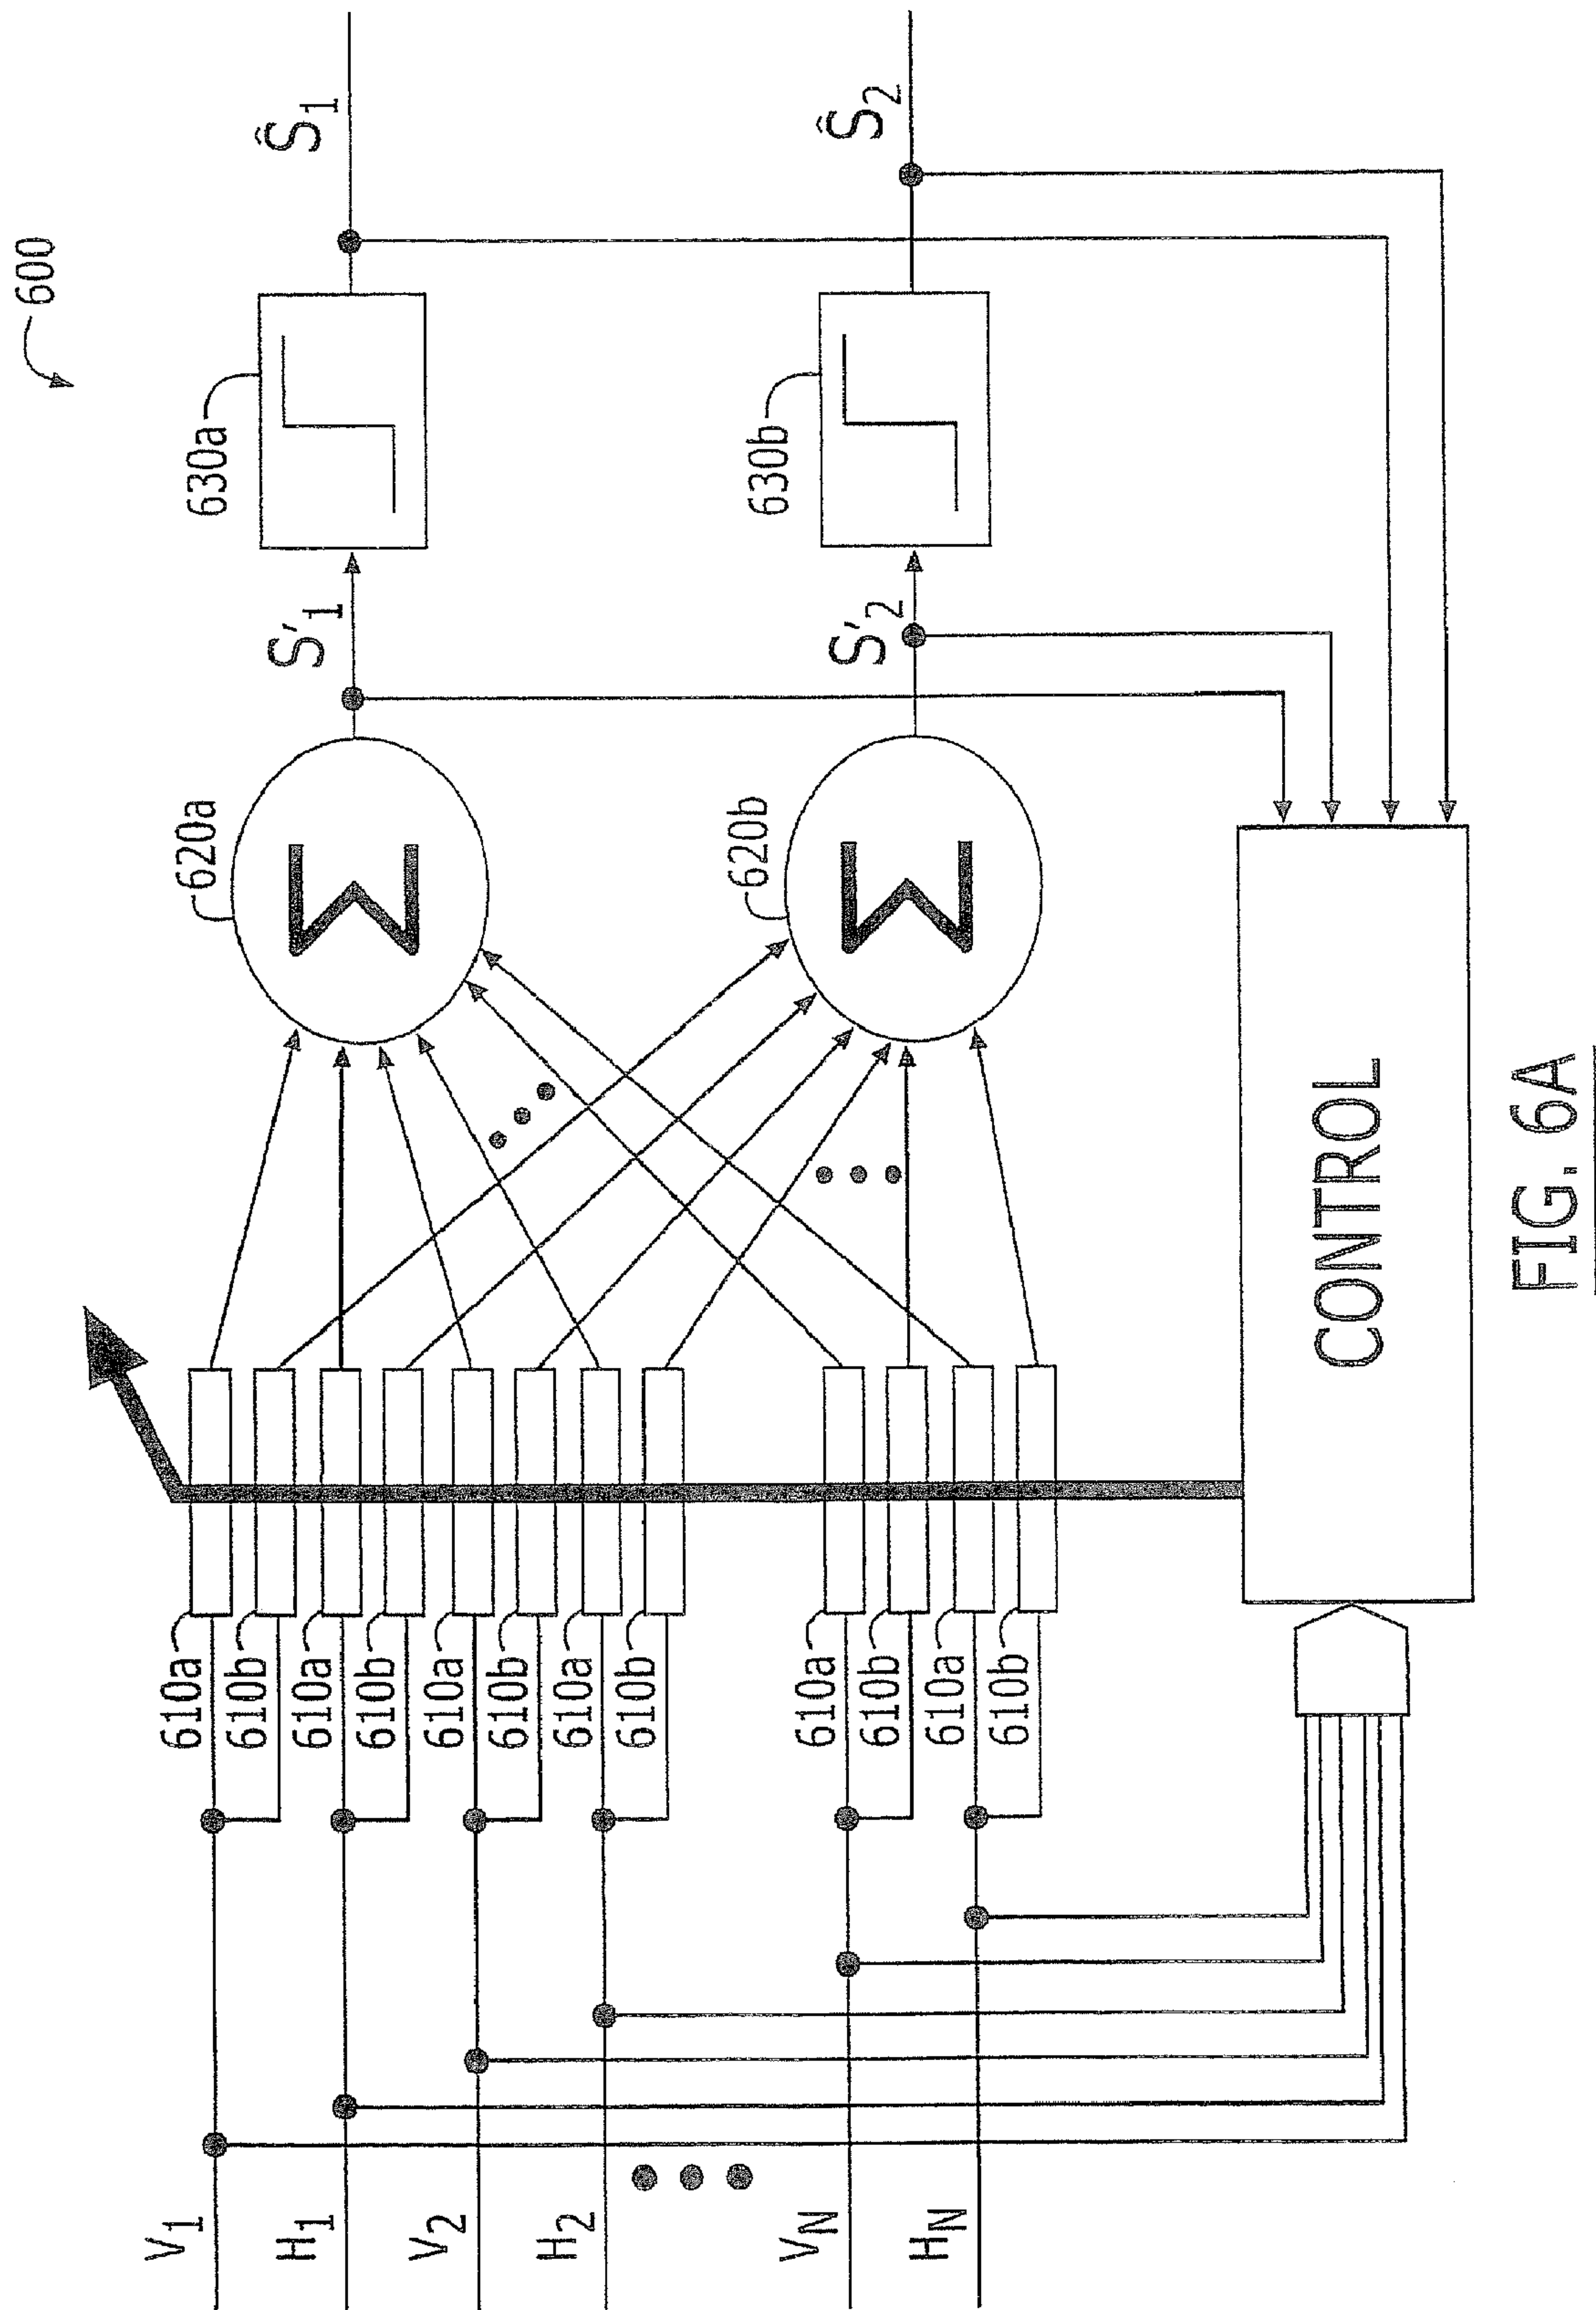 600
V1
H1
V2
H2
VN
HN
610a
610b
610a
610b
610a
610b
610a
610b
610a
610b
610a
610b
620a
Σ
620b
Σ
S'1
S'2
630a
630b
Ŝ1
Ŝ2
CONTROL
FIG. 6A